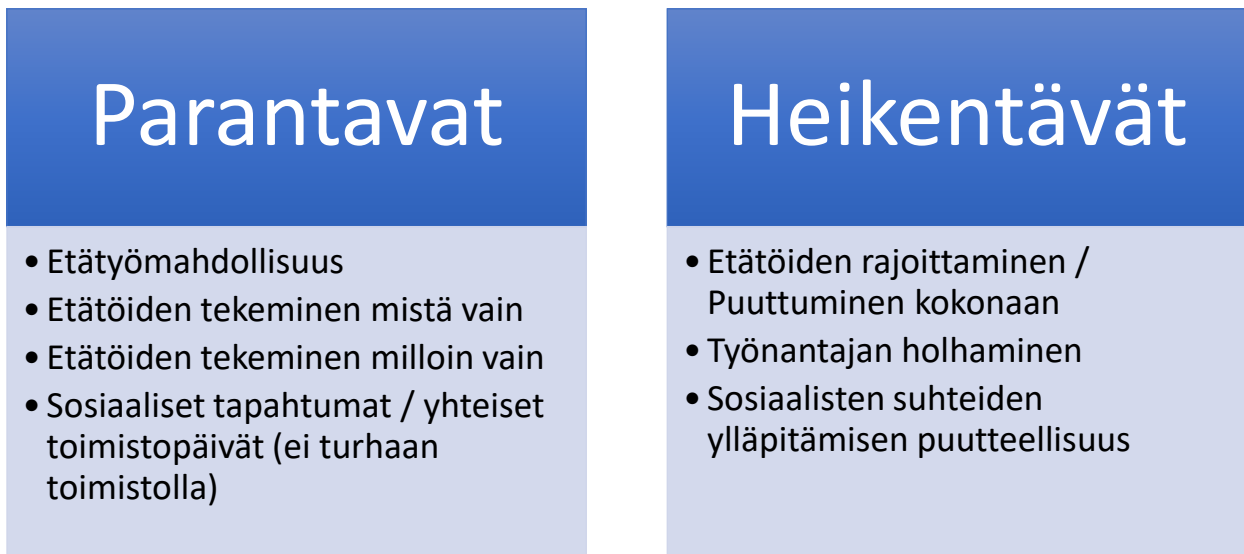 Parantavat
• Etätyömahdollisuus
• Etätöiden tekeminen mistä vain
• Etätöiden tekeminen milloin vain
• Sosiaaliset tapahtumat / yhteiset
toimistopäivät (ei turhaan
toimistolla)
Heikentävät
• Etätöiden rajoittaminen /
Puuttuminen kokonaan
• Työnantajan holhaminen
• Sosiaalisten suhteiden
ylläpitämisen puutteellisuus